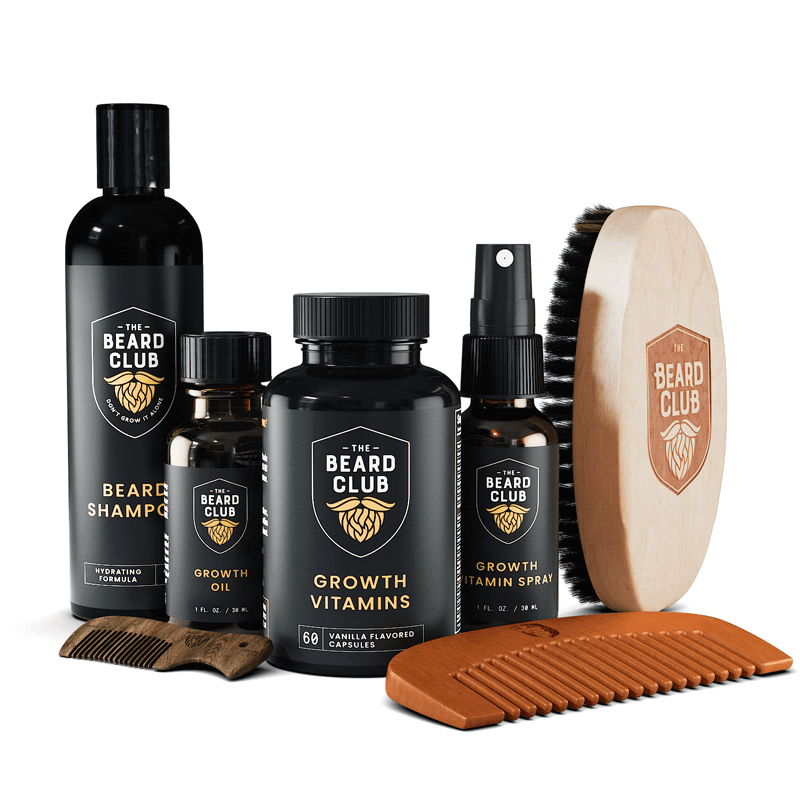 - THE -
BEARD
CLUB
DON'T GROW IT ALONE
BEARD
SHAMPO
HYDRATING
FORMULA
- THE -
BEARD
CLUB
GROWTH
OIL
1 FL. OZ. / 30 ML
- THE -
BEARD
CLUB
GROWTH
VITAMINS
60
VANILLA FLAVORED
CAPSULES
- THE -
BEARD
CLUB
GROWTH
VITAMIN SPRAY
1 FL. OZ. / 30 ML
THE
BEARD
CLUB